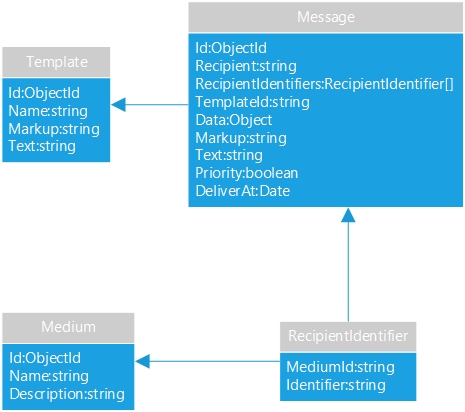 Message
Id:ObjectId
Recipient:string
RecipientIdentifiers:RecipientIdentifier[]
TemplateId:string
Data:Object
Markup:string
Text:string
Priority:boolean
DeliverAt:Date
Template
Id:ObjectId
Name:string
Markup:string
Text:string
Medium
Id:ObjectId
Name:string
Description:string
RecipientIdentifier
MediumId:string
Identifier:string